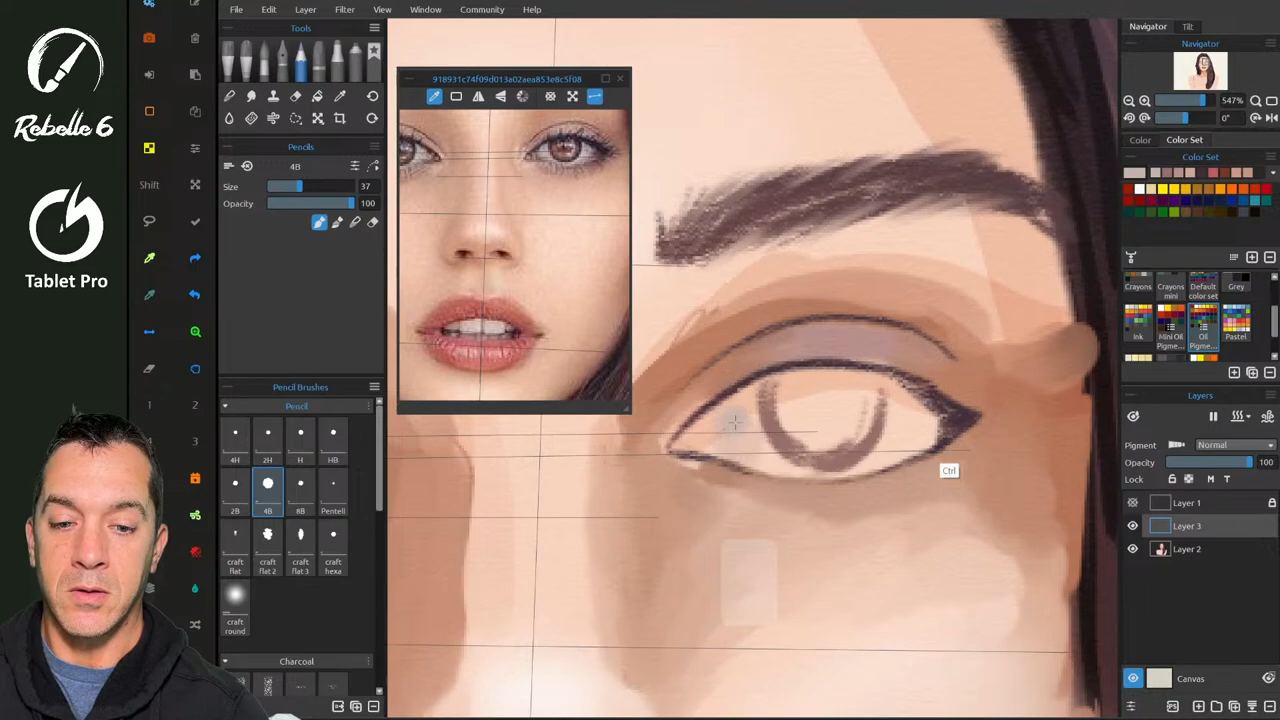 File Edit Layer Filter View Window Community Help
Rebelle 6
Tablet Pro
Shift
1
4
3
Tools
Pencils
4B
Size 37
Opacity 100
Pencil Brushes
Pencil
4H 2H H HB
2B 4B 8B Pentell
craft flat craft flat 2 craft flat 3 craft hexa
craft round
Charcoal
918931c74f09d013a02aea853e8c5f08
Ctrl
Navigator Tilt
Navigator
547%
0°
Color Color Set
Color Set
Crayons Crayons mini Default color set Grey
Ink Mini Oil Pigme... Oil Pigme... Pastel
Layers
Pigment Normal
Opacity 100
Lock M T
Layer 1
Layer 3
Layer 2
Canvas